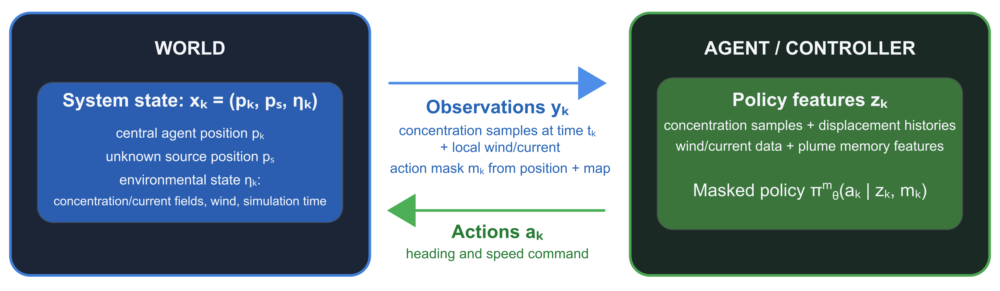 WORLD
System state: xₖ = (pₖ, pₛ, ηₖ)
central agent position pₖ
unknown source position pₛ
environmental state ηₖ:
concentration/current fields, wind, simulation time
Observations yₖ
concentration samples at time tₖ
+ local wind/current
action mask mₖ from position + map
Actions aₖ
heading and speed command
AGENT / CONTROLLER
Policy features zₖ
concentration samples + displacement histories
wind/current data + plume memory features
Masked policy πᵐ_θ(aₖ | zₖ, mₖ)